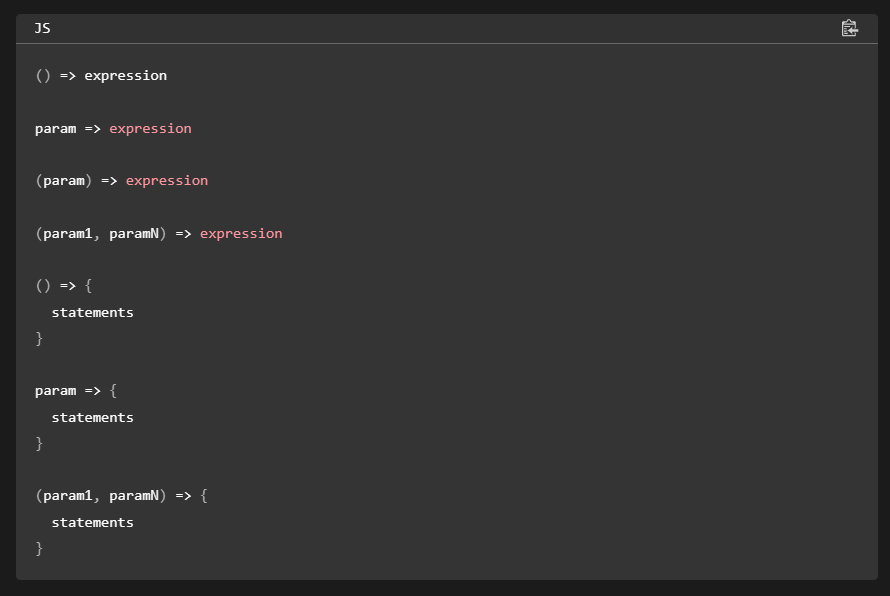 JS
() => expression
param => expression
(param) => expression
(param1, paramN) => expression
() => {
  statements
}
param => {
  statements
}
(param1, paramN) => {
  statements
}